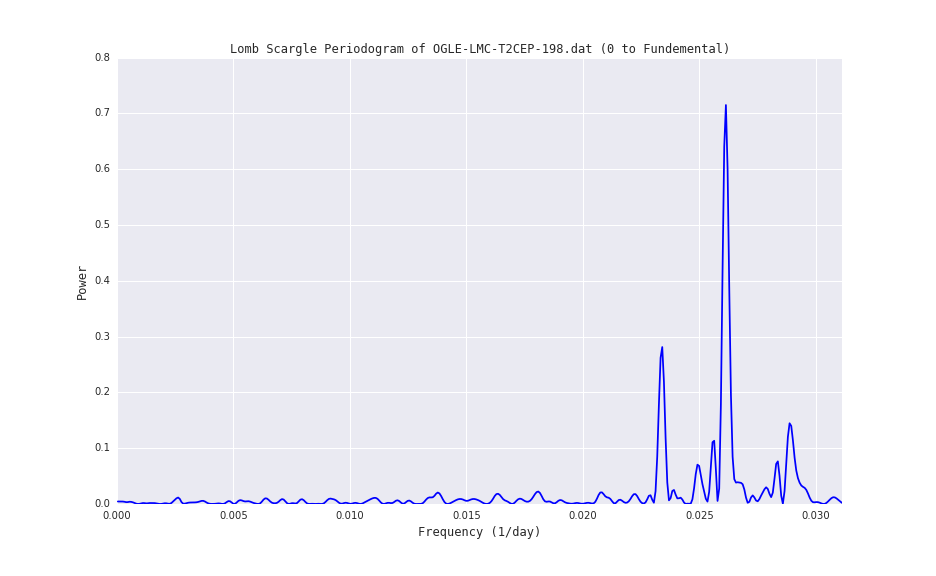 Lomb Scargle Periodogram of OGLE-LMC-T2CEP-198.dat (0 to Fundemental)
0.8
0.7
0.6
0.5
0.4
0.3
0.2
0.1
0.0
Power
0.000 0.005 0.010 0.015 0.020 0.025 0.030
Frequency (1/day)